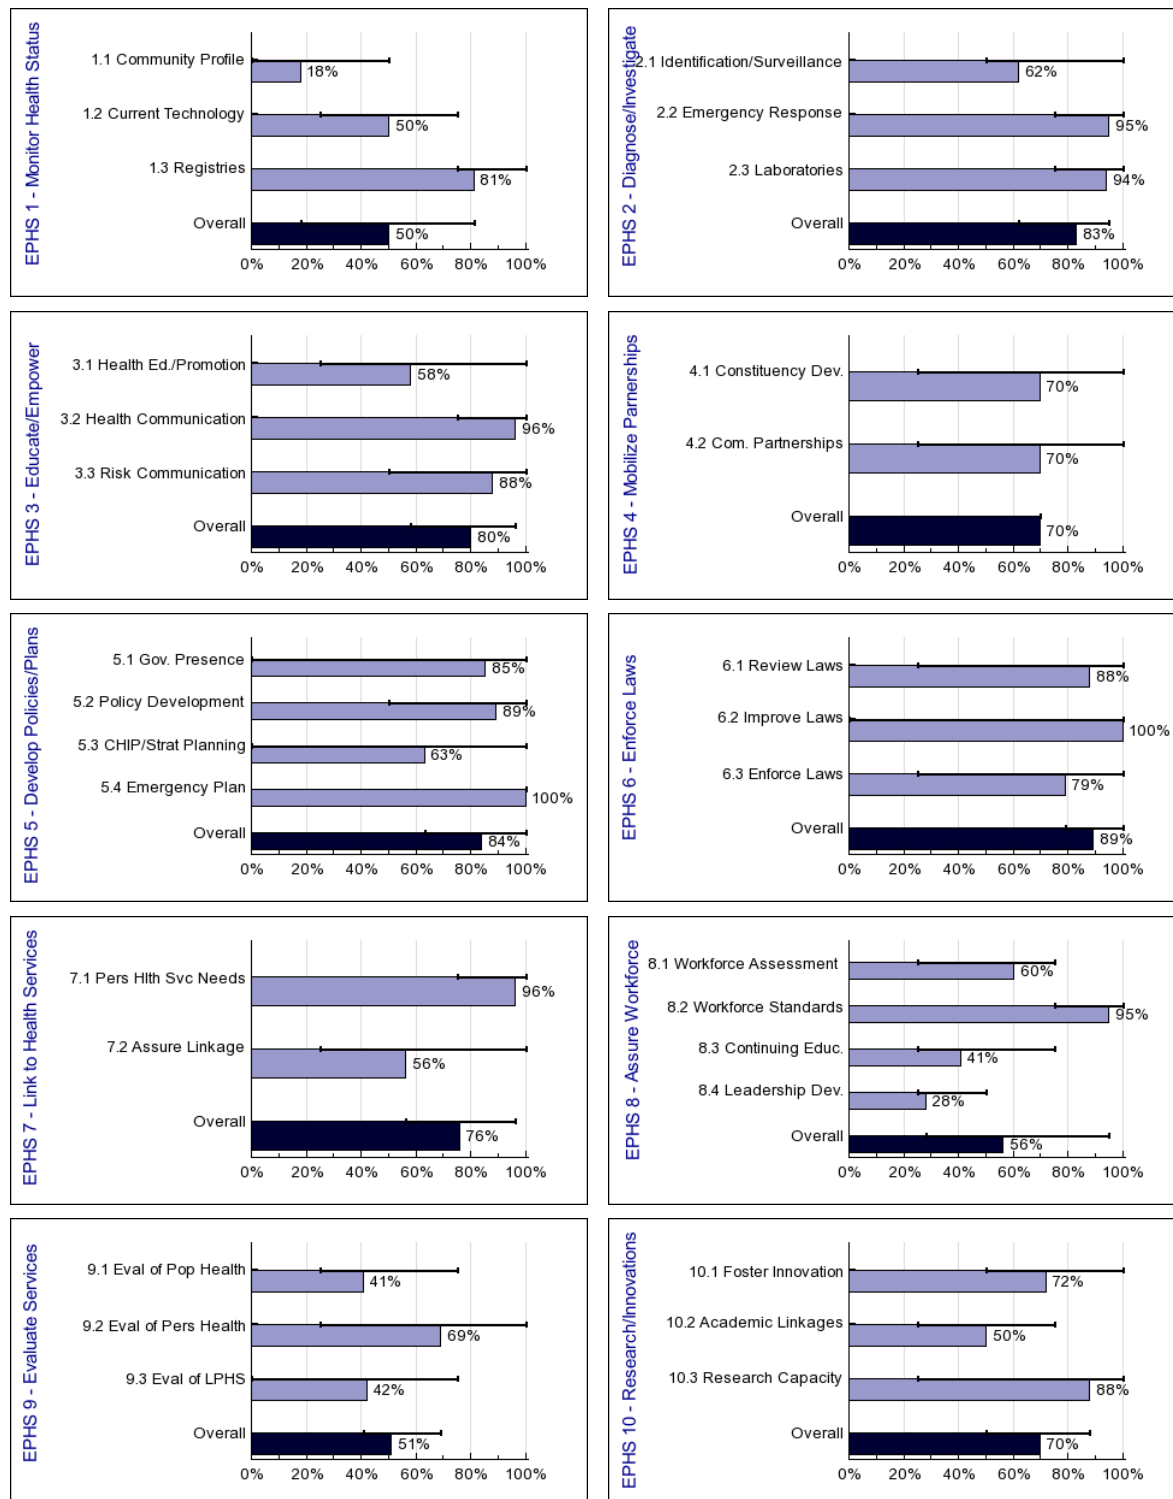 EPHS 1 - Monitor Health Status
1.1 Community Profile
18%
1.2 Current Technology
50%
1.3 Registries
81%
Overall
50%
0% 20% 40% 60% 80% 100%
EPHS 2 - Diagnose/Investigate
2.1 Identification/Surveillance
62%
2.2 Emergency Response
95%
2.3 Laboratories
94%
Overall
83%
0% 20% 40% 60% 80% 100%
EPHS 3 - Educate/Empower
3.1 Health Ed./Promotion
58%
3.2 Health Communication
96%
3.3 Risk Communication
88%
Overall
80%
0% 20% 40% 60% 80% 100%
EPHS 4 - Mobilize Parnerships
4.1 Constituency Dev.
70%
4.2 Com. Partnerships
70%
Overall
70%
0% 20% 40% 60% 80% 100%
EPHS 5 - Develop Policies/Plans
5.1 Gov. Presence
85%
5.2 Policy Development
89%
5.3 CHIP/Strat Planning
63%
5.4 Emergency Plan
100%
Overall
84%
0% 20% 40% 60% 80% 100%
EPHS 6 - Enforce Laws
6.1 Review Laws
88%
6.2 Improve Laws
100%
6.3 Enforce Laws
79%
Overall
89%
0% 20% 40% 60% 80% 100%
EPHS 7 - Link to Health Services
7.1 Pers Hlth Svc Needs
96%
7.2 Assure Linkage
56%
Overall
76%
0% 20% 40% 60% 80% 100%
EPHS 8 - Assure Workforce
8.1 Workforce Assessment
60%
8.2 Workforce Standards
95%
8.3 Continuing Educ.
41%
8.4 Leadership Dev.
28%
Overall
56%
0% 20% 40% 60% 80% 100%
EPHS 9 - Evaluate Services
9.1 Eval of Pop Health
41%
9.2 Eval of Pers Health
69%
9.3 Eval of LPHS
42%
Overall
51%
0% 20% 40% 60% 80% 100%
EPHS 10 - Research/Innovations
10.1 Foster Innovation
72%
10.2 Academic Linkages
50%
10.3 Research Capacity
88%
Overall
70%
0% 20% 40% 60% 80% 100%